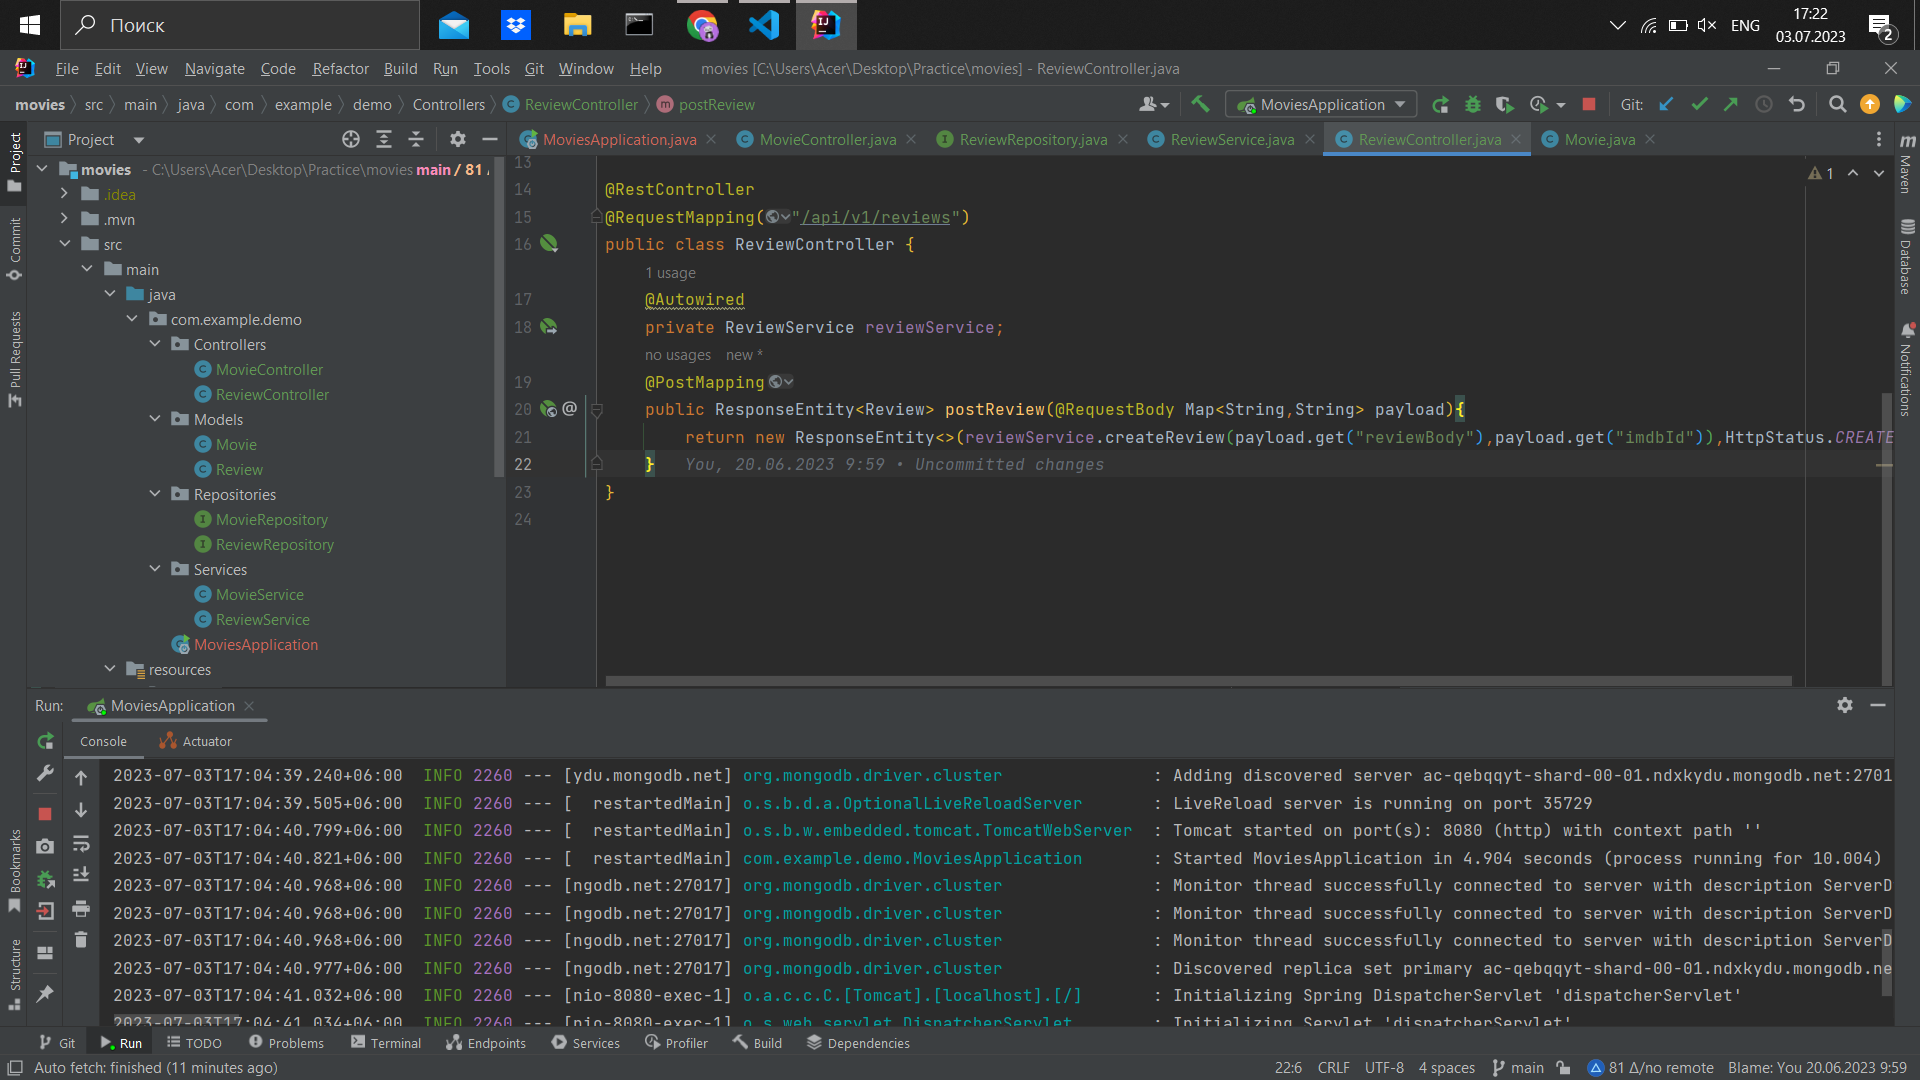 Поиск
ENG
17:22
03.07.2023
2
File Edit View Navigate Code Refactor Build Run Tools Git Window Help movies [C:\Users\Acer\Desktop\Practice\movies] - ReviewController.java
movies src main java com example demo Controllers ReviewController postReview
MoviesApplication
Git:
Project
MoviesApplication.java MovieController.java ReviewRepository.java ReviewService.java ReviewController.java Movie.java
movies - C:\Users\Acer\Desktop\Practice\movies main / 81
.idea
.mvn
src
main
java
com.example.demo
Controllers
MovieController
ReviewController
Models
Movie
Review
Repositories
MovieRepository
ReviewRepository
Services
MovieService
ReviewService
MoviesApplication
resources
Project
Commit
Pull Requests
Bookmarks
Structure
Maven
Database
Notifications
1
13
14 @RestController
15 @RequestMapping("/api/v1/reviews")
16 public class ReviewController {
1 usage
17 @Autowired
18 private ReviewService reviewService;
no usages new *
19 @PostMapping
20 public ResponseEntity<Review> postReview(@RequestBody Map<String,String> payload){
21 return new ResponseEntity<>(reviewService.createReview(payload.get("reviewBody"),payload.get("imdbId")),HttpStatus.CREATE
22 } You, 20.06.2023 9:59 • Uncommitted changes
23 }
24
Run: MoviesApplication
Console Actuator
2023-07-03T17:04:39.240+06:00 INFO 2260 --- [ydu.mongodb.net] org.mongodb.driver.cluster : Adding discovered server ac-qebqqyt-shard-00-01.ndxkydu.mongodb.net:2701
2023-07-03T17:04:39.505+06:00 INFO 2260 --- [ restartedMain] o.s.b.d.a.OptionalLiveReloadServer : LiveReload server is running on port 35729
2023-07-03T17:04:40.799+06:00 INFO 2260 --- [ restartedMain] o.s.b.w.embedded.tomcat.TomcatWebServer : Tomcat started on port(s): 8080 (http) with context path ''
2023-07-03T17:04:40.821+06:00 INFO 2260 --- [ restartedMain] com.example.demo.MoviesApplication : Started MoviesApplication in 4.904 seconds (process running for 10.004)
2023-07-03T17:04:40.968+06:00 INFO 2260 --- [ngodb.net:27017] org.mongodb.driver.cluster : Monitor thread successfully connected to server with description ServerD
2023-07-03T17:04:40.968+06:00 INFO 2260 --- [ngodb.net:27017] org.mongodb.driver.cluster : Monitor thread successfully connected to server with description ServerD
2023-07-03T17:04:40.968+06:00 INFO 2260 --- [ngodb.net:27017] org.mongodb.driver.cluster : Monitor thread successfully connected to server with description ServerD
2023-07-03T17:04:40.977+06:00 INFO 2260 --- [ngodb.net:27017] org.mongodb.driver.cluster : Discovered replica set primary ac-qebqqyt-shard-00-01.ndxkydu.mongodb.ne
2023-07-03T17:04:41.032+06:00 INFO 2260 --- [nio-8080-exec-1] o.a.c.c.C.[Tomcat].[localhost].[/] : Initializing Spring DispatcherServlet 'dispatcherServlet'
2023-07-03T17:04:41.034+06:00 INFO 2260 --- [nio-8080-exec-1] o.s.web.servlet.DispatcherServlet : Initializing Servlet 'dispatcherServlet'
Git Run TODO Problems Terminal Endpoints Services Profiler Build Dependencies
Auto fetch: finished (11 minutes ago) 22:6 CRLF UTF-8 4 spaces main 81 Δ/no remote Blame: You 20.06.2023 9:59